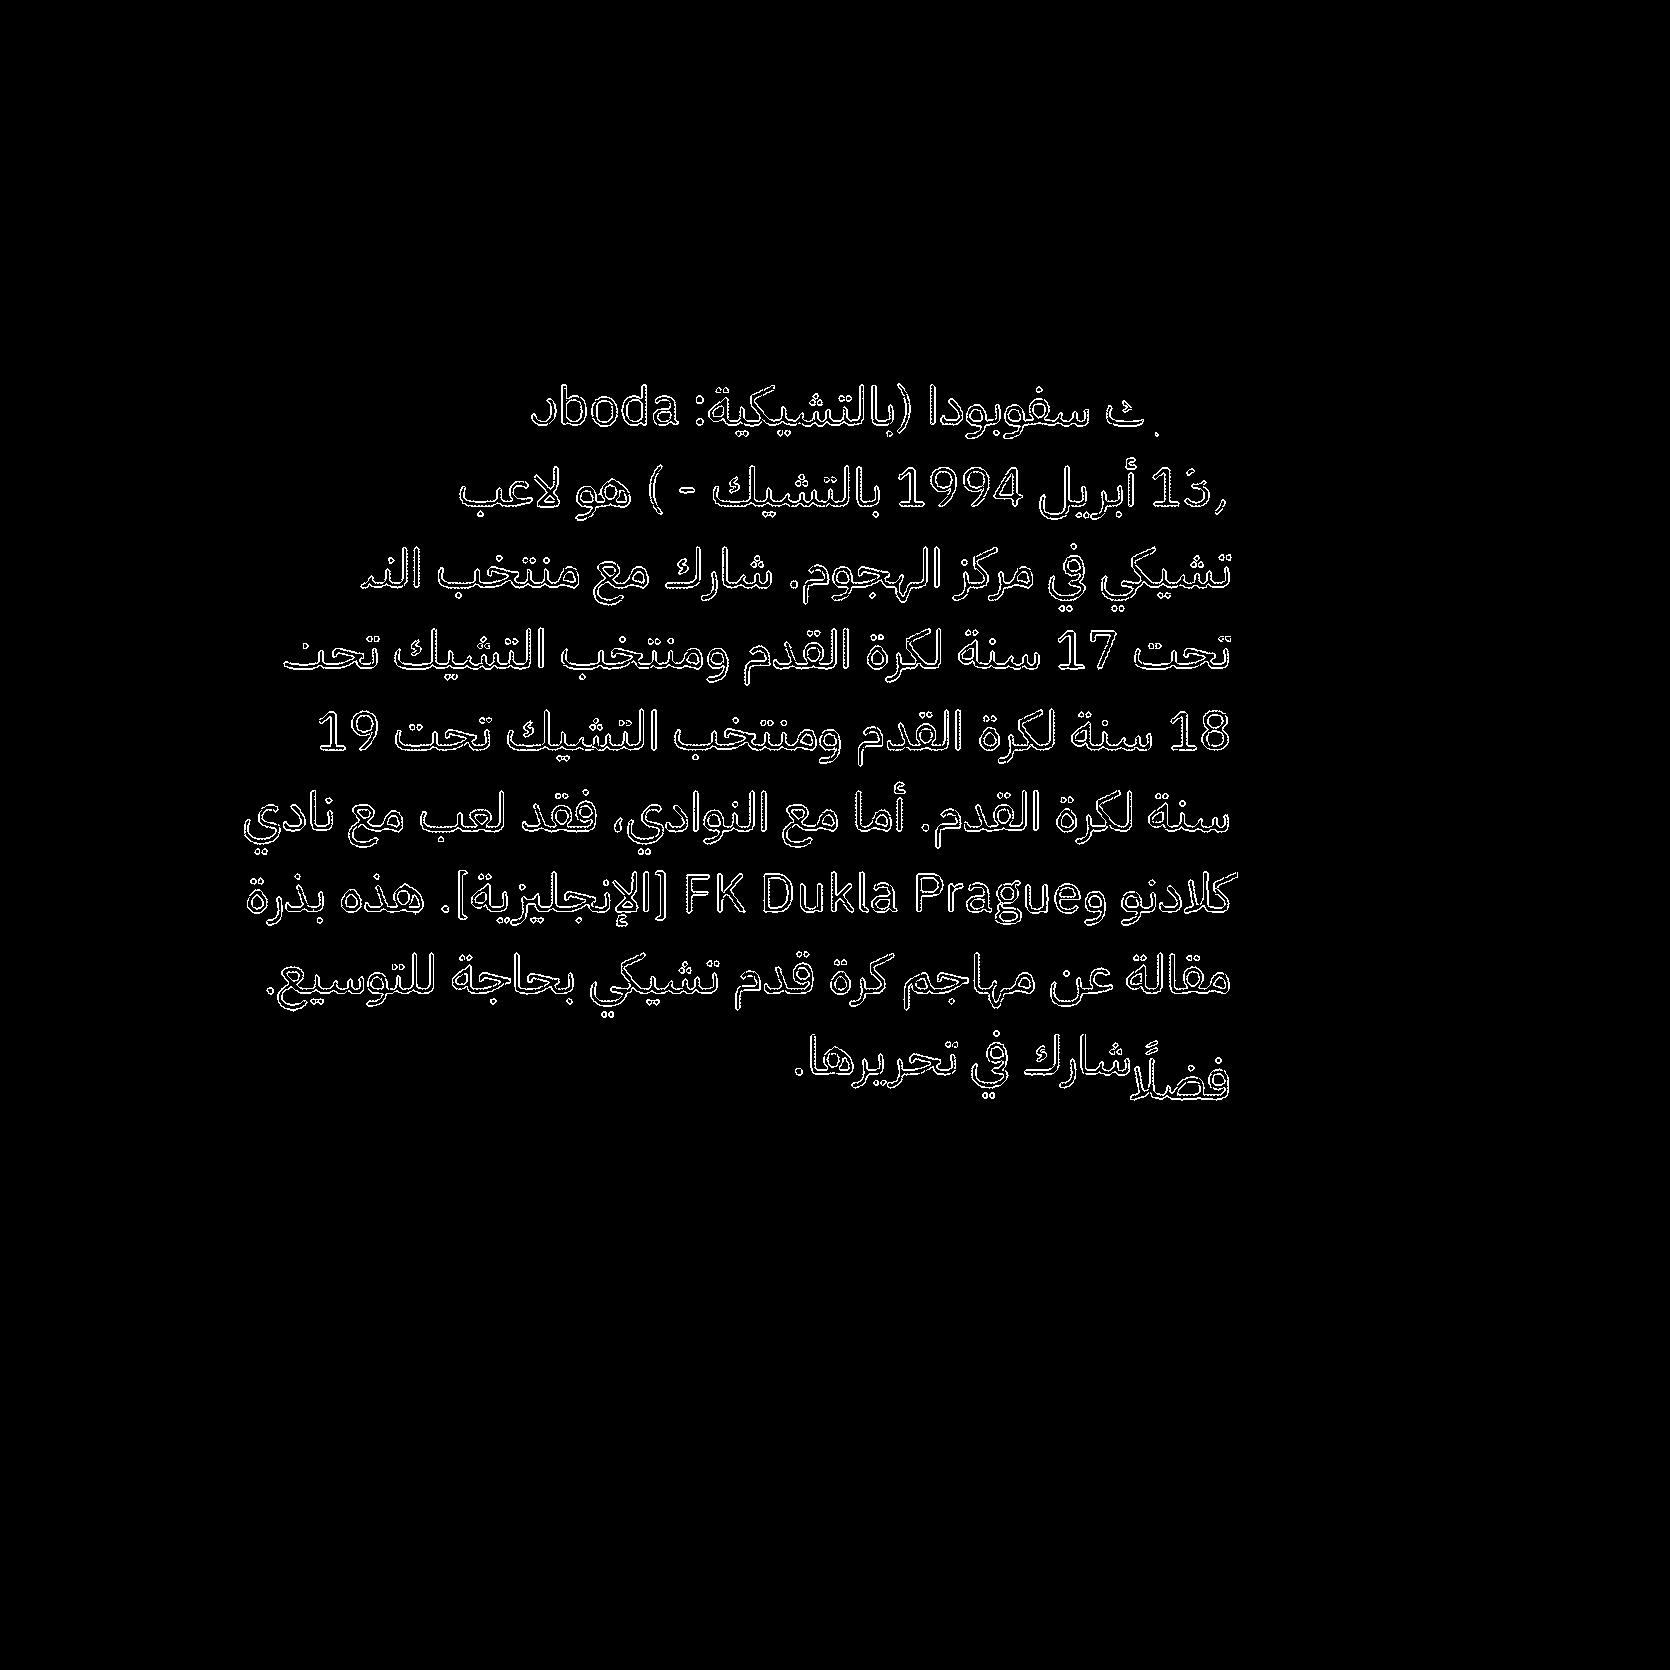 سفوبودا (بالتشيكية:
13 أبريل 1994 بالتشيك - ) هو لاعب
تشيكي في مركز الهجوم. شارك مع منتخب
تحت 17 سنة لكرة القدم ومنتخب التشيك تحت
18 سنة لكرة القدم ومنتخب التشيك تحت 19
سنة لكرة القدم. أما مع النوادي، فقد لعب مع نادي
كلادنو وFK Dukla Prague [الإنجليزية]. هذه بذرة
مقالة عن مهاجم كرة قدم تشيكي بحاجة للتوسيع.
فضلًا شارك في تحريرها.